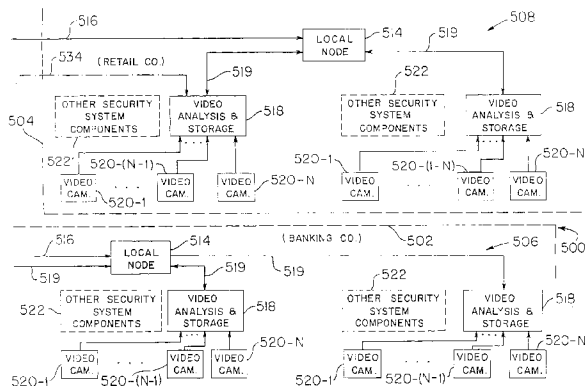 516
514
508
LOCAL
NODE
519
534
(RETAIL CO.)
519
522
OTHER SECURITY
SYSTEM
COMPONENTS
VIDEO
ANALYSIS &
STORAGE
518
OTHER SECURITY
SYSTEM
COMPONENTS
VIDEO
ANALYSIS &
STORAGE
518
504
522
520-(N-1)
520-1
520-(1-N)
520-N
VIDEO
CAM.
VIDEO
CAM.
VIDEO
CAM.
520-N
VIDEO
CAM.
VIDEO
CAM.
VIDEO
CAM.
520-1
516
514
(BANKING CO.)
502
506
500
LOCAL
NODE
519
519
519
522
522
OTHER SECURITY
SYSTEM
COMPONENTS
VIDEO
ANALYSIS &
STORAGE
518
OTHER SECURITY
SYSTEM
COMPONENTS
VIDEO
ANALYSIS &
STORAGE
518
520-N
520-N
520-1
VIDEO
CAM.
520-(N-1)
VIDEO
CAM.
VIDEO
CAM.
520-1
VIDEO
CAM.
520-(N-1)
VIDEO
CAM.
VIDEO
CAM.